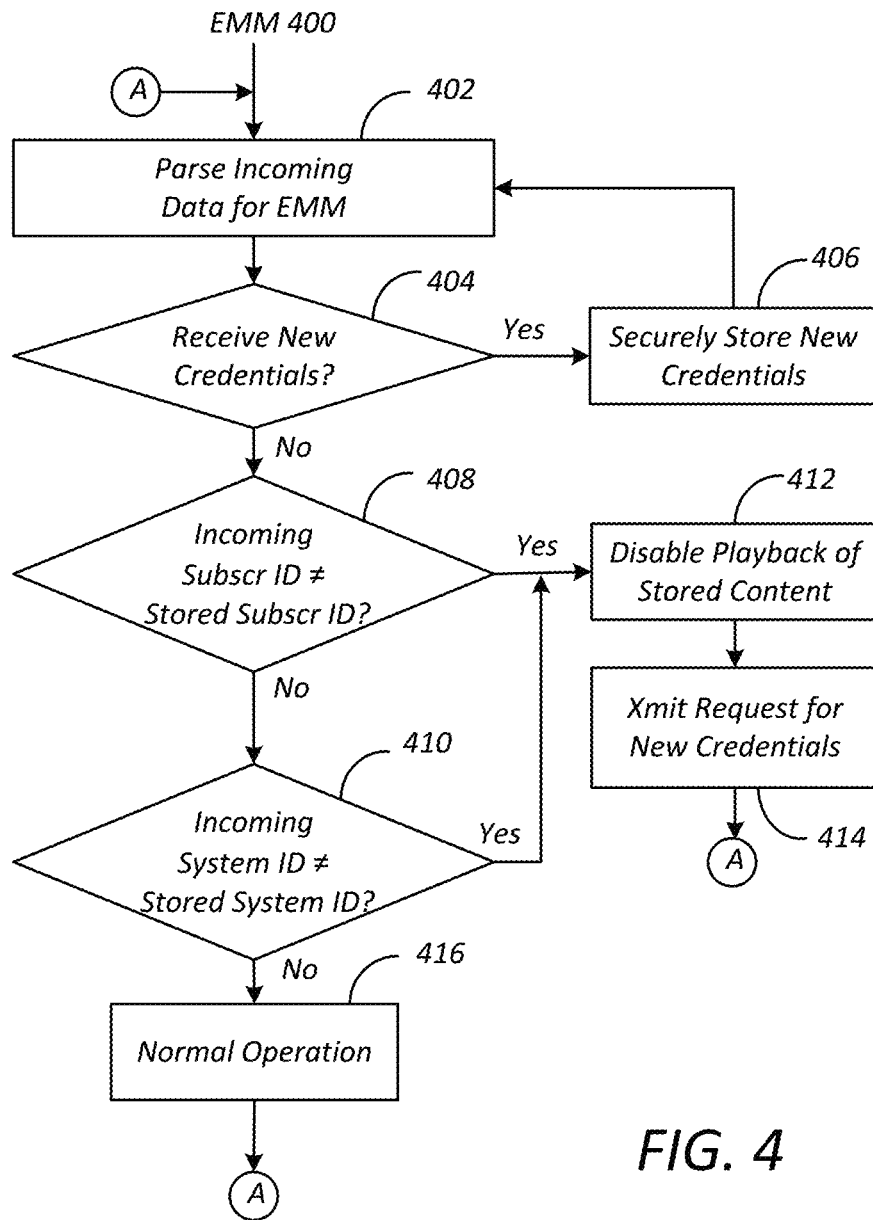 EMM 400
A
402
Parse Incoming
Data for EMM
404
406
Receive New
Credentials?
Yes
Securely Store New
Credentials
No
408
412
Incoming
Subscr ID ≠
Stored Subscr ID?
Yes
Disable Playback of
Stored Content
No
Xmit Request for
New Credentials
410
414
Incoming
System ID ≠
Stored System ID?
Yes
A
No
416
Normal Operation
A
FIG. 4